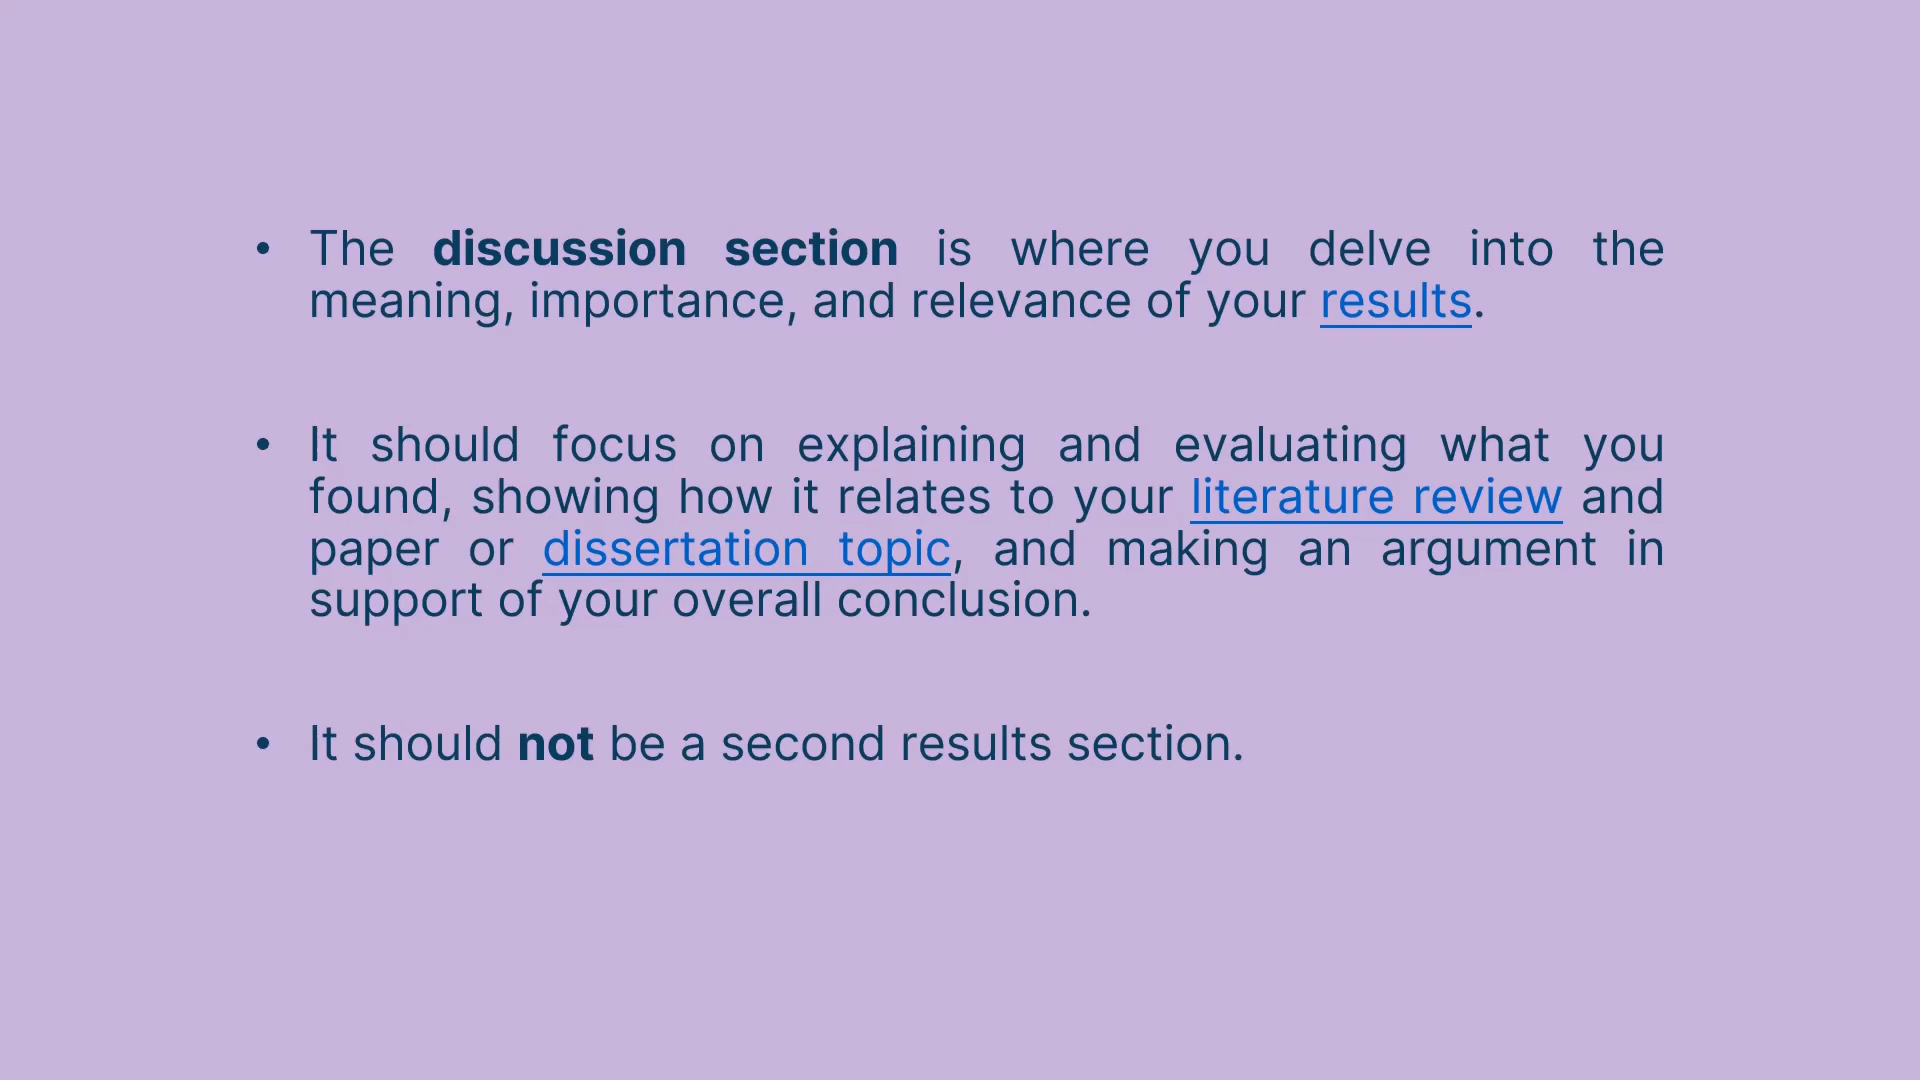 • The discussion section is where you delve into the
meaning, importance, and relevance of your results.
• It should focus on explaining and evaluating what you
found, showing how it relates to your literature review and
paper or dissertation topic, and making an argument in
support of your overall conclusion.
• It should not be a second results section.